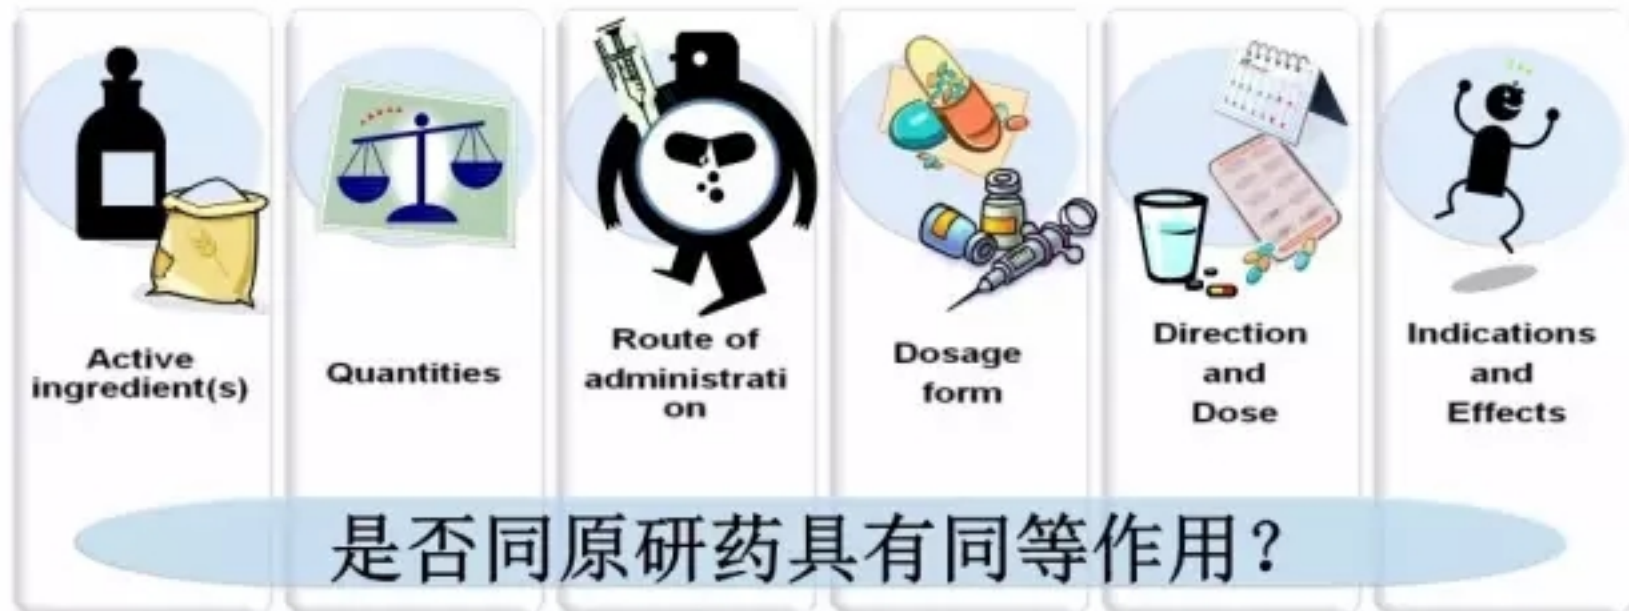 Active
ingredient(s)
Quantities
Route of
administrati
on
Dosage
form
Direction
and
Dose
Indications
and
Effects
是否同原研药具有同等作用？